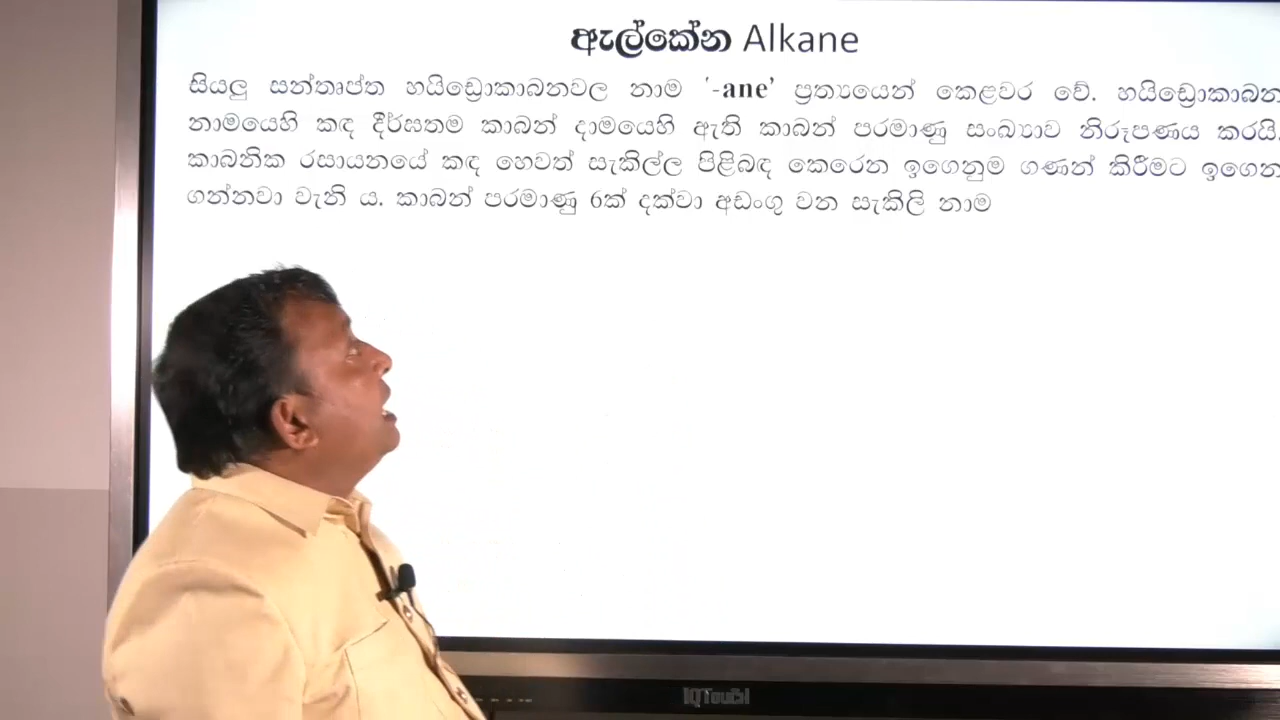 ඇල්කේන Alkane
සියලු සන්තෘප්ත හයිඩ්‍රොකාබනවල නාම '-ane' ප්‍රත්‍යයෙන් කෙළවර වේ. හයිඩ්‍රොකාබන
නාමයෙහි කඳ දීර්ඝතම කාබන් දාමයෙහි ඇති කාබන් පරමාණු සංඛ්‍යාව නිරූපණය කරයි.
කාබනික රසායනයේ කඳ හෙවත් සැකිල්ල පිළිබඳ කෙරෙන ඉගෙනුම ගණන් කිරීමට ඉගෙන
ගන්නවා වැනි ය. කාබන් පරමාණු 6ක් දක්වා අඩංගු වන සැකිලි නාම
IQTouch